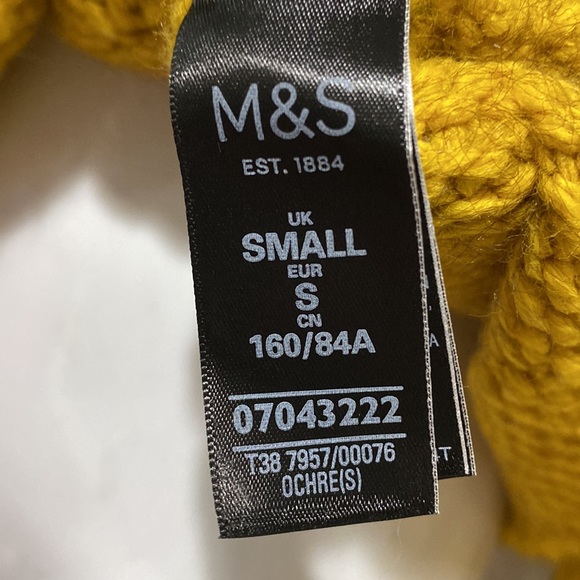 M&S
EST. 1884
UK
SMALL
EUR
S
CN
160/84A
07043222
T38 7957/00076
OCHRE(S)
A
T